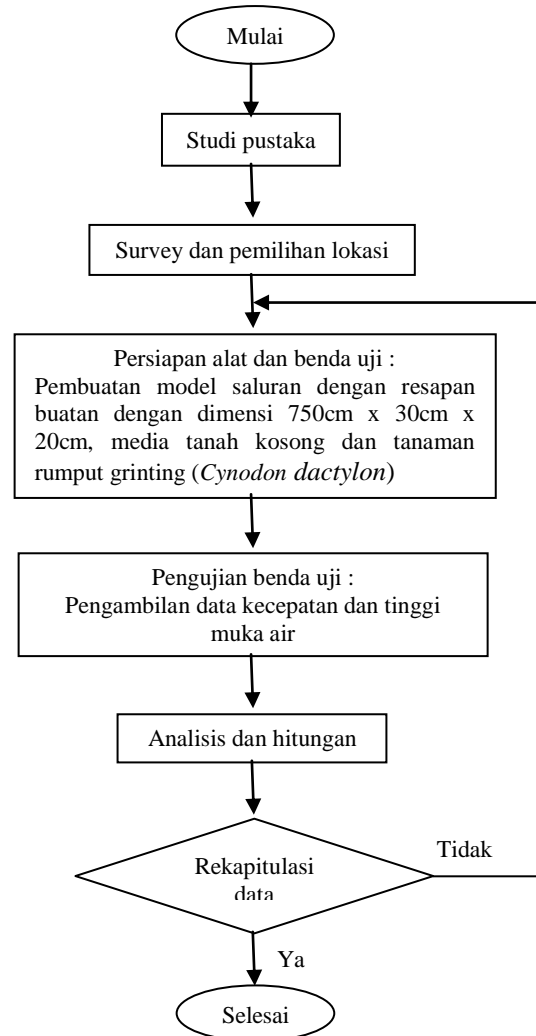 Mulai
Studi pustaka
Survey dan pemilihan lokasi
Persiapan alat dan benda uji :
Pembuatan model saluran dengan resapan
buatan dengan dimensi 750cm x 30cm x
20cm, media tanah kosong dan tanaman
rumput grinting (Cynodon dactylon)
Pengujian benda uji :
Pengambilan data kecepatan dan tinggi
muka air
Analisis dan hitungan
Rekapitulasi
data
Tidak
Ya
Selesai